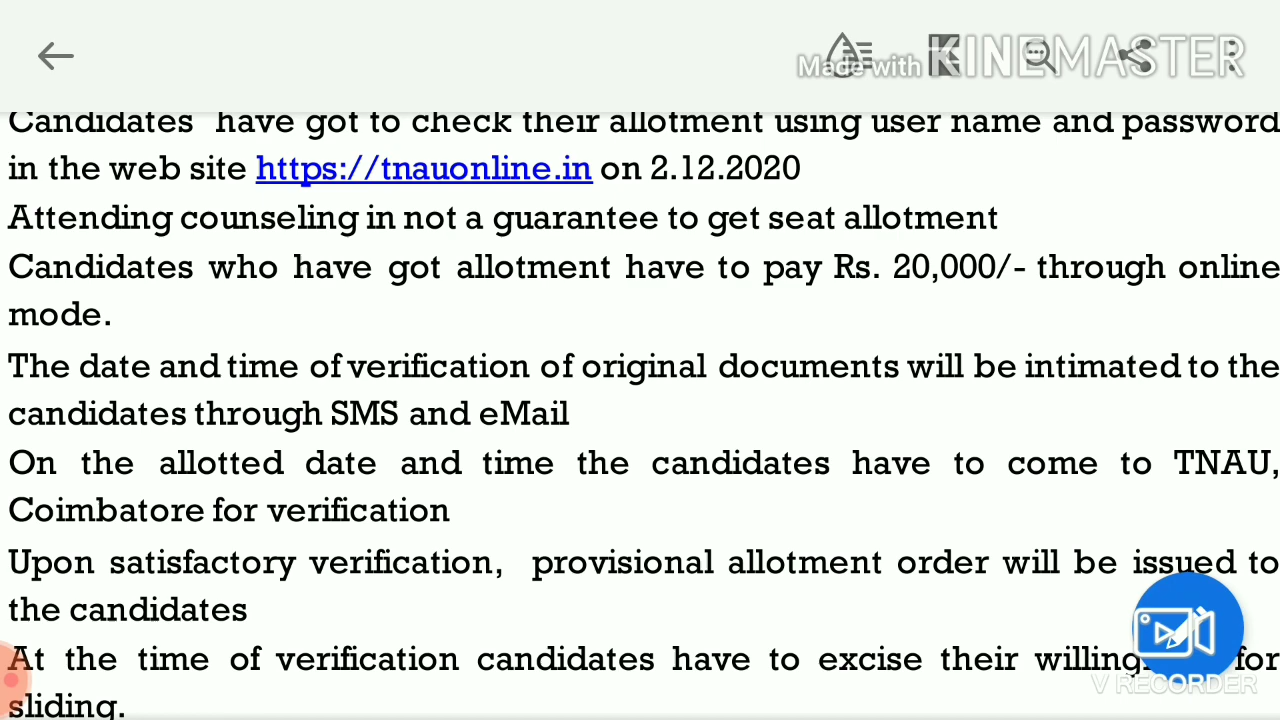 Made with KINEMASTER
Candidates have got to check their allotment using user name and password
in the web site https://tnauonline.in on 2.12.2020
Attending counseling in not a guarantee to get seat allotment
Candidates who have got allotment have to pay Rs. 20,000/- through online
mode.
The date and time of verification of original documents will be intimated to the
candidates through SMS and eMail
On the allotted date and time the candidates have to come to TNAU,
Coimbatore for verification
Upon satisfactory verification, provisional allotment order will be issued to
the candidates
At the time of verification candidates have to excise their for
sliding.
V RECORDER